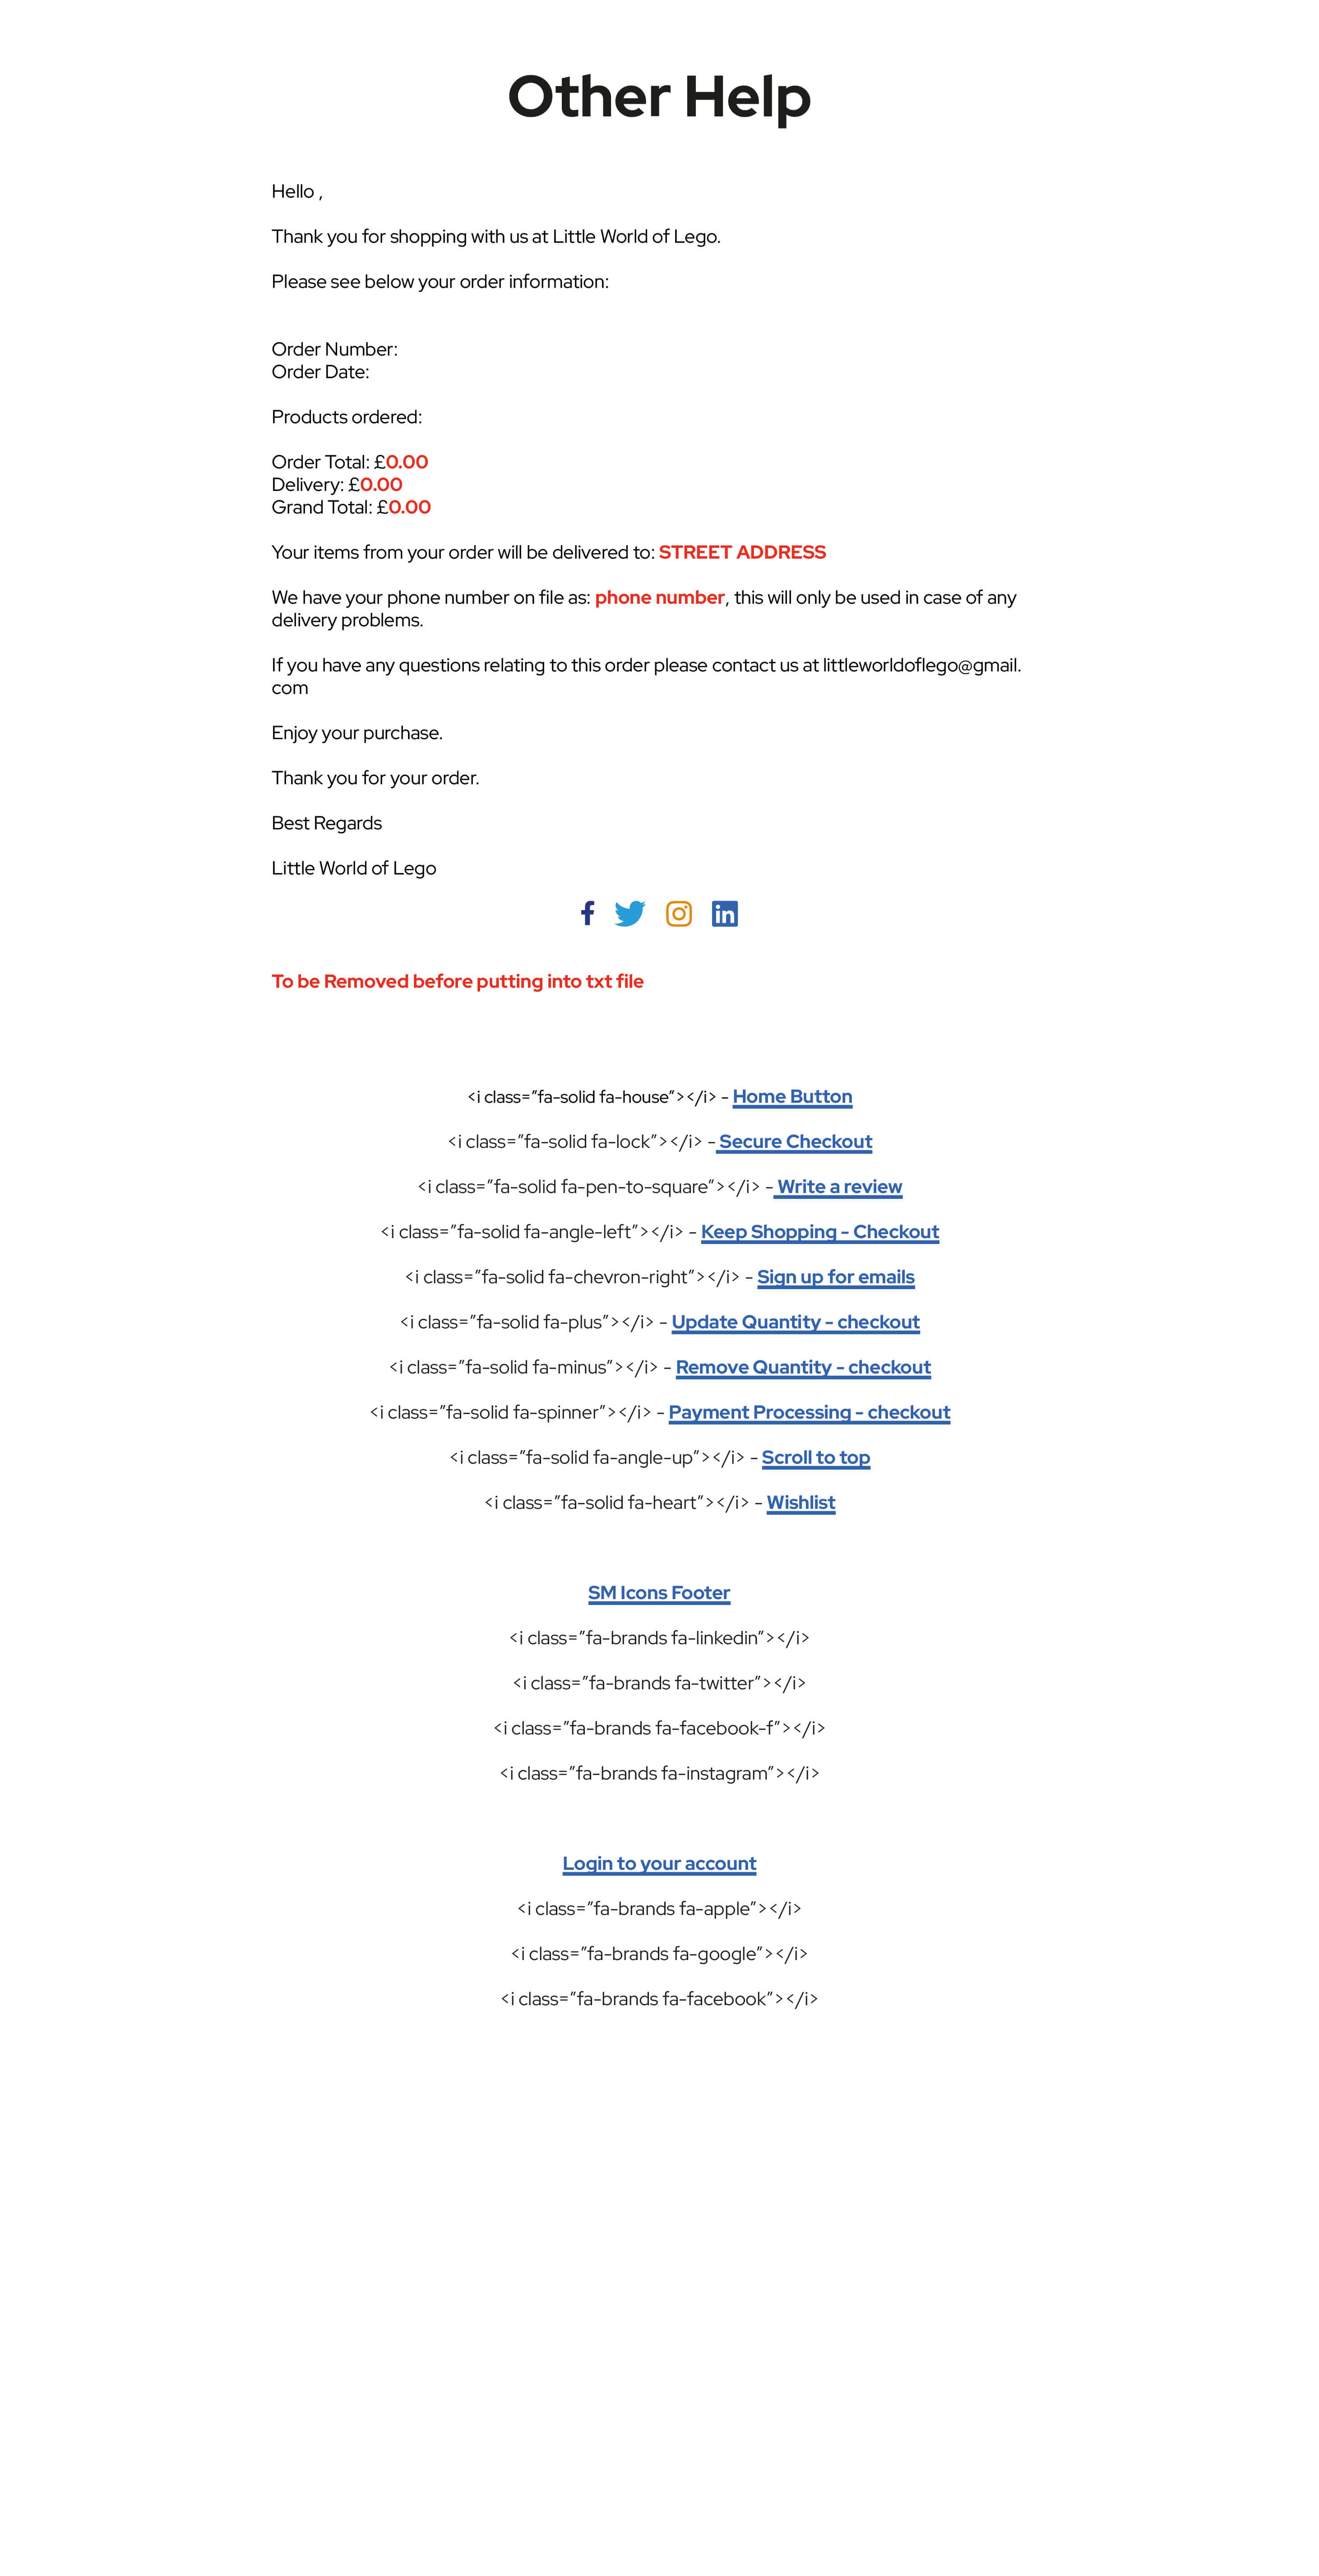 Other Help
Hello ,
Thank you for shopping with us at Little World of Lego.
Please see below your order information:
Order Number:
Order Date:
Products ordered:
Order Total: £0.00
Delivery: £0.00
Grand Total: £0.00
Your items from your order will be delivered to: STREET ADDRESS
We have your phone number on file as: phone number, this will only be used in case of any
delivery problems.
If you have any questions relating to this order please contact us at littleworldoflego@gmail.
com
Enjoy your purchase.
Thank you for your order.
Best Regards
Little World of Lego
To be Removed before putting into txt file
<i class="fa-solid fa-house"></i> - Home Button
<i class="fa-solid fa-lock"></i> - Secure Checkout
<i class="fa-solid fa-pen-to-square"></i> - Write a review
<i class="fa-solid fa-angle-left"></i> - Keep Shopping - Checkout
<i class="fa-solid fa-chevron-right"></i> - Sign up for emails
<i class="fa-solid fa-plus"></i> - Update Quantity - checkout
<i class="fa-solid fa-minus"></i> - Remove Quantity - checkout
<i class="fa-solid fa-spinner"></i> - Payment Processing - checkout
<i class="fa-solid fa-angle-up"></i> - Scroll to top
<i class="fa-solid fa-heart"></i> - Wishlist
SM Icons Footer
<i class="fa-brands fa-linkedin"></i>
<i class="fa-brands fa-twitter"></i>
<i class="fa-brands fa-facebook-f"></i>
<i class="fa-brands fa-instagram"></i>
Login to your account
<i class="fa-brands fa-apple"></i>
<i class="fa-brands fa-google"></i>
<i class="fa-brands fa-facebook"></i>